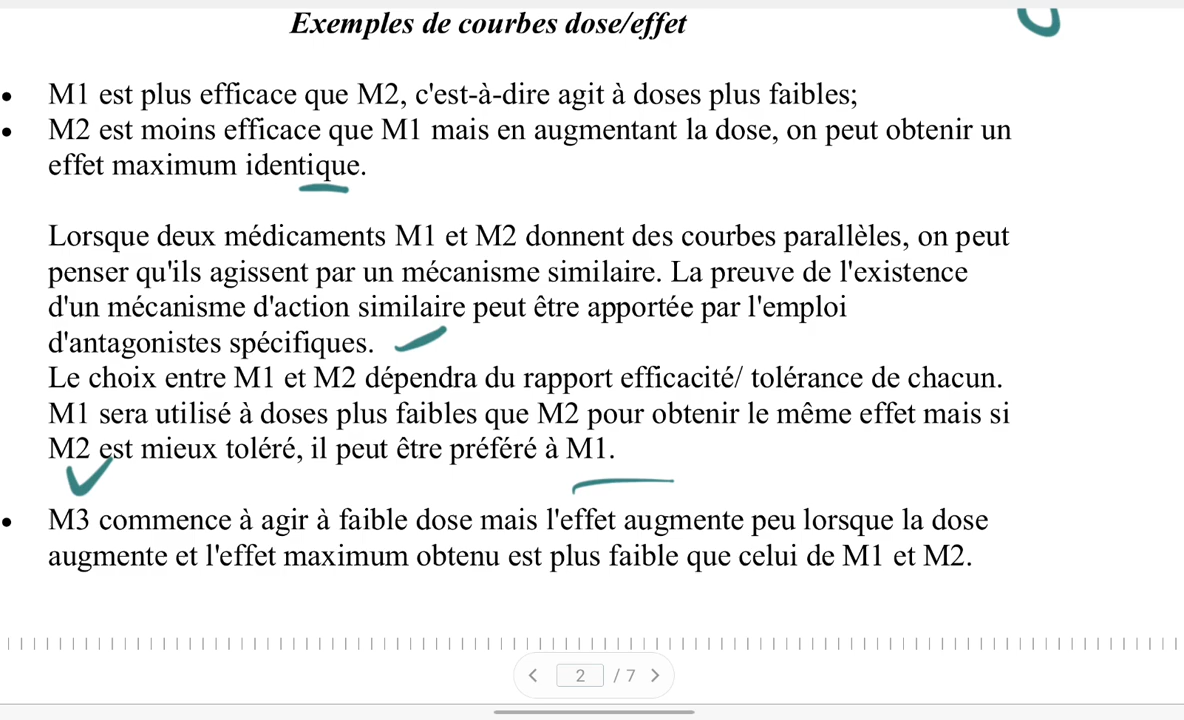 Exemples de courbes dose/effet
• M1 est plus efficace que M2, c'est-à-dire agit à doses plus faibles;
• M2 est moins efficace que M1 mais en augmentant la dose, on peut obtenir un
effet maximum identique.
Lorsque deux médicaments M1 et M2 donnent des courbes parallèles, on peut
penser qu'ils agissent par un mécanisme similaire. La preuve de l'existence
d'un mécanisme d'action similaire peut être apportée par l'emploi
d'antagonistes spécifiques.
Le choix entre M1 et M2 dépendra du rapport efficacité/ tolérance de chacun.
M1 sera utilisé à doses plus faibles que M2 pour obtenir le même effet mais si
M2 est mieux toléré, il peut être préféré à M1.
• M3 commence à agir à faible dose mais l'effet augmente peu lorsque la dose
augmente et l'effet maximum obtenu est plus faible que celui de M1 et M2.
2 / 7